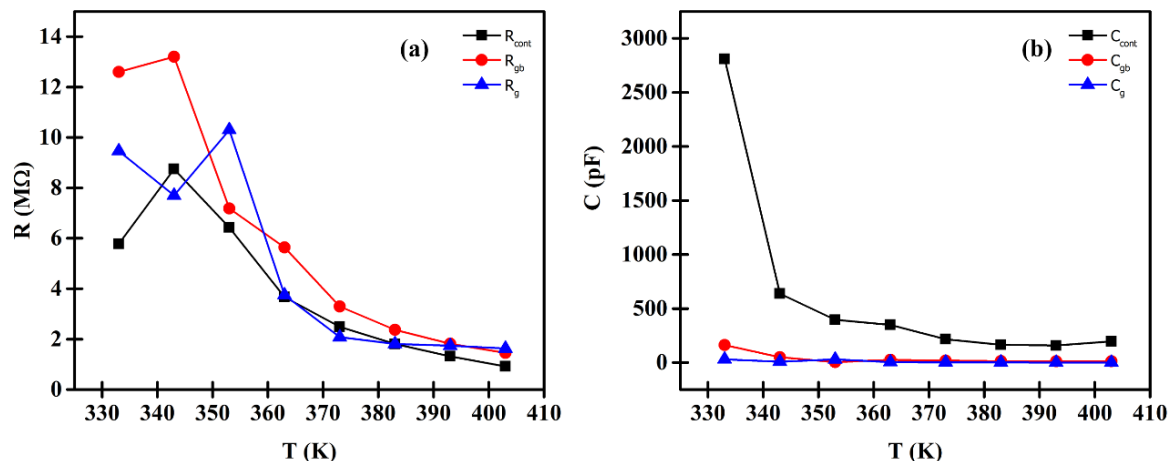 (a)
R_cont
R_gb
R_g
14
12
10
8
6
4
2
0
R (MΩ)
330 340 350 360 370 380 390 400 410
T (K)
(b)
C_cont
C_gb
C_g
3000
2500
2000
1500
1000
500
0
C (pF)
330 340 350 360 370 380 390 400 410
T (K)